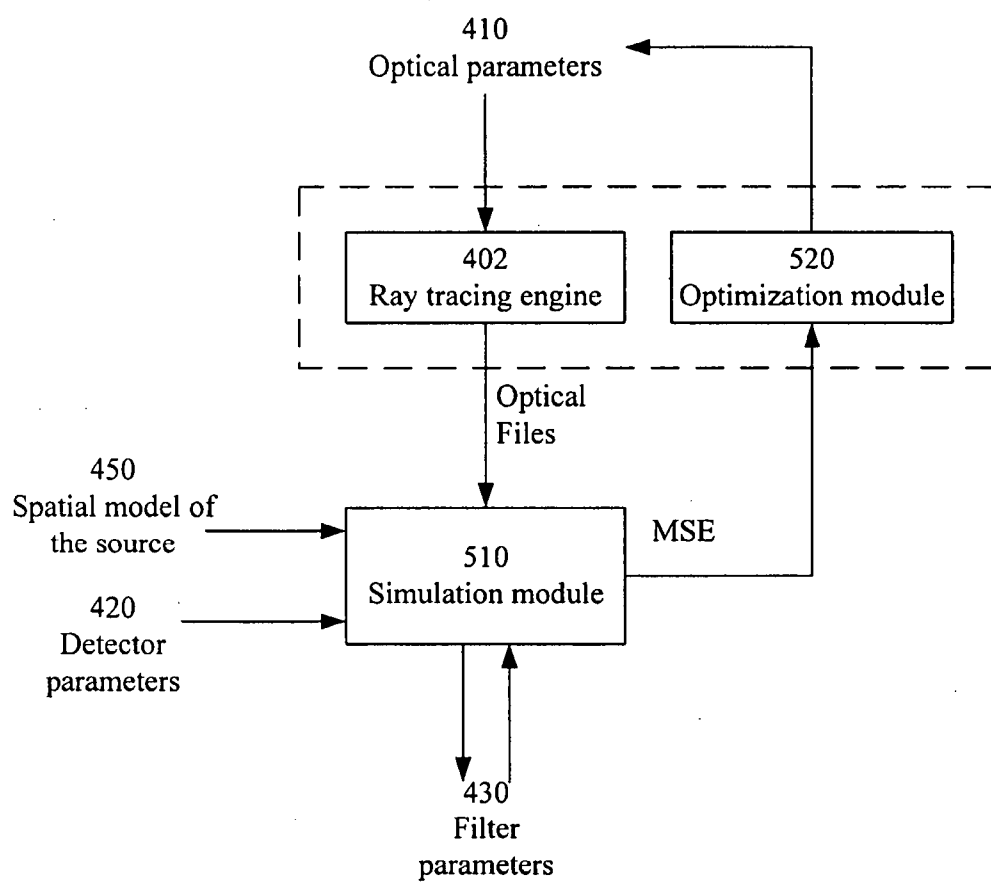 410
Optical parameters
402
Ray tracing engine
520
Optimization module
Optical
Files
450
Spatial model of
the source
MSE
510
Simulation module
420
Detector
parameters
430
Filter
parameters